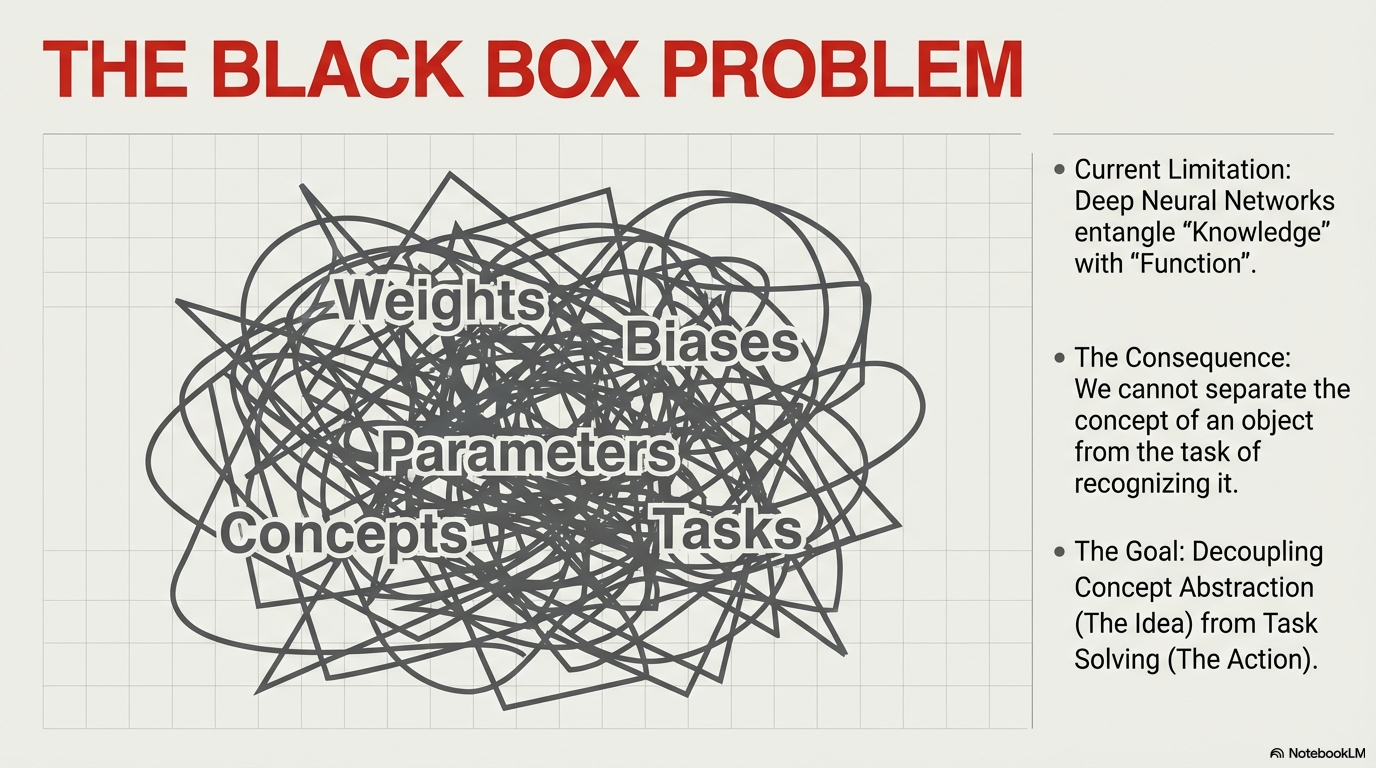 THE BLACK BOX PROBLEM
Weights
Biases
Parameters
Concepts
Tasks
• Current Limitation:
Deep Neural Networks
entangle “Knowledge”
with “Function”.
• The Consequence:
We cannot separate the
concept of an object
from the task of
recognizing it.
• The Goal: Decoupling
Concept Abstraction
(The Idea) from Task
Solving (The Action).
NotebookLM